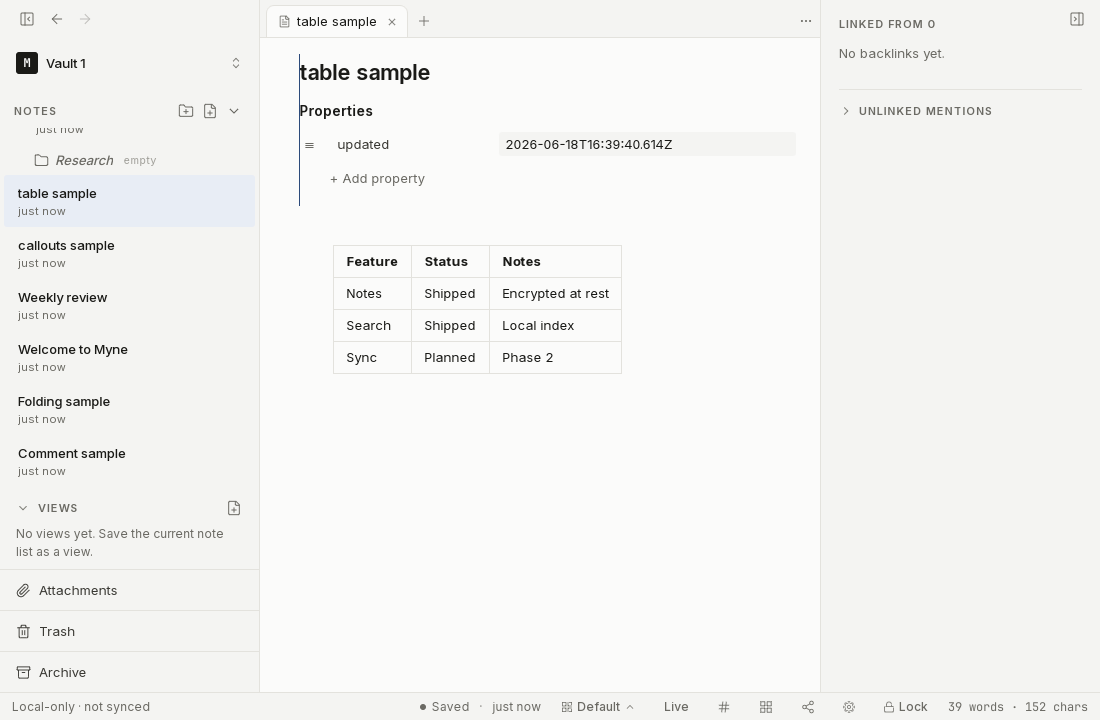 M Vault 1
NOTES
just now
Research empty
table sample
just now
callouts sample
just now
Weekly review
just now
Welcome to Myne
just now
Folding sample
just now
Comment sample
just now
VIEWS
No views yet. Save the current note
list as a view.
Attachments
Trash
Archive
table sample
table sample
Properties
updated 2026-06-18T16:39:40.614Z
+ Add property
Feature Status Notes
Notes Shipped Encrypted at rest
Search Shipped Local index
Sync Planned Phase 2
LINKED FROM 0
No backlinks yet.
UNLINKED MENTIONS
Local-only · not synced
Saved · just now Default Live Lock 39 words · 152 chars